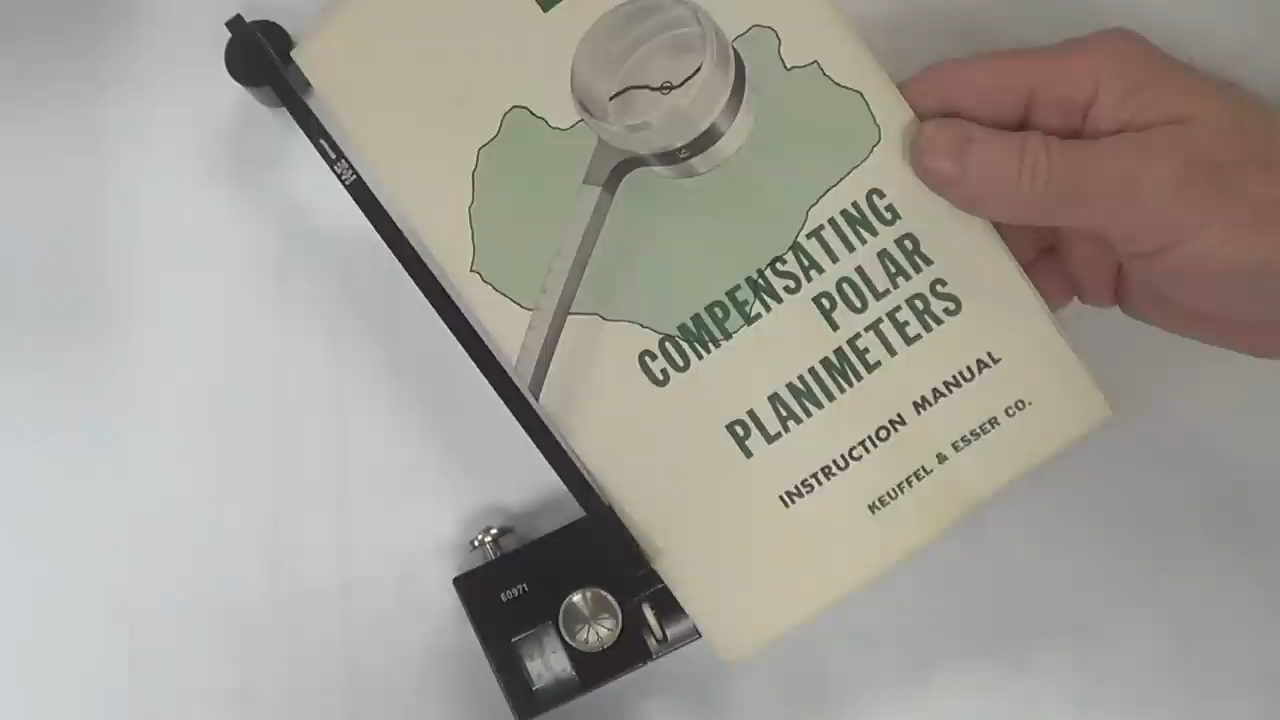 COMPENSATING
POLAR
PLANIMETERS
INSTRUCTION MANUAL
KEUFFEL & ESSER CO.
60971